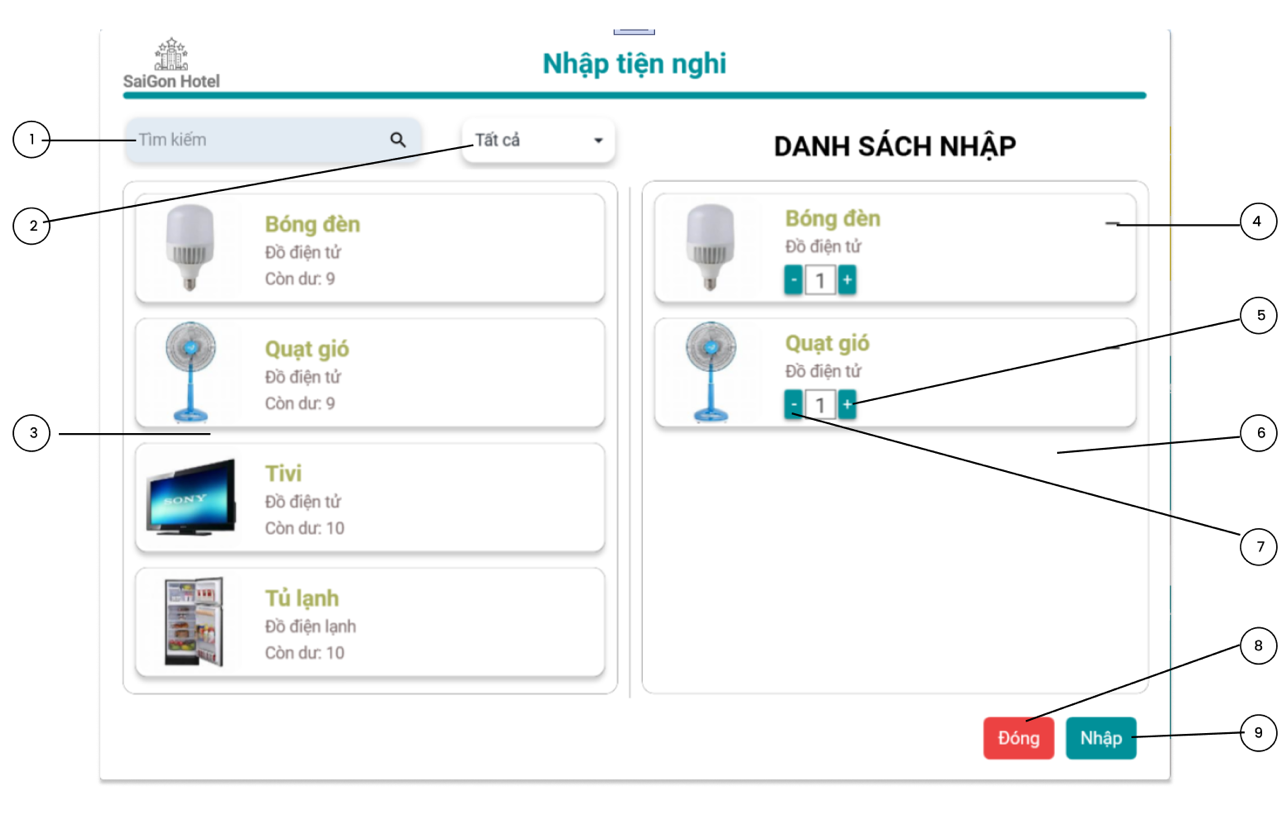 SaiGon Hotel
Nhập tiện nghi
1
Tìm kiếm
Tất cả
DANH SÁCH NHẬP
2
Bóng đèn
Đồ điện tử
Còn dư: 9
Quạt gió
Đồ điện tử
Còn dư: 9
3
Tivi
Đồ điện tử
Còn dư: 10
SONY
Tủ lạnh
Đồ điện lạnh
Còn dư: 10
Bóng đèn
Đồ điện tử
- 1 +
4
Quạt gió
Đồ điện tử
- 1 +
5
6
7
8
Đóng
Nhập
9